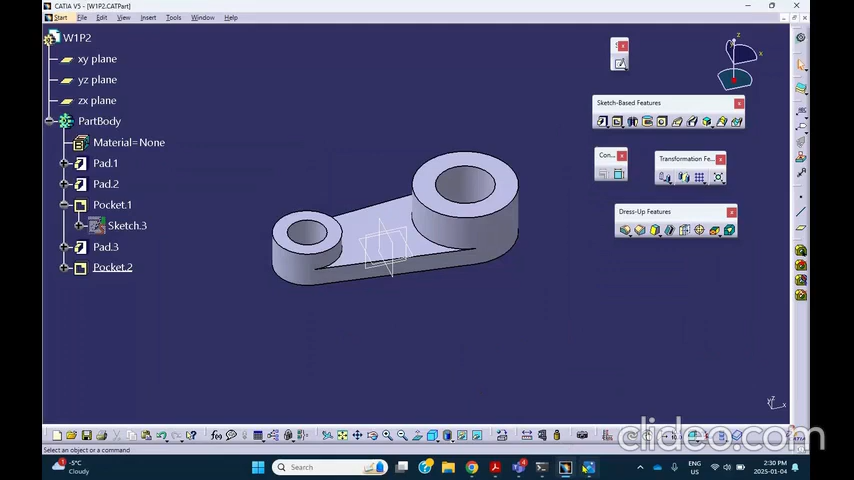 CATIA V5 - [W1P2.CATPart]
Start File Edit View Insert Tools Window Help
W1P2
xy plane
yz plane
zx plane
PartBody
Material=None
Pad.1
Pad.2
Pocket.1
Sketch.3
Pad.3
Pocket.2
Sketch-Based Features
Con...
Transformation Fe...
Dress-Up Features
z
x
Select an object or a command
clideo.com
-5°C
Cloudy
Search
ENG
US
2:30 PM
2025-01-04